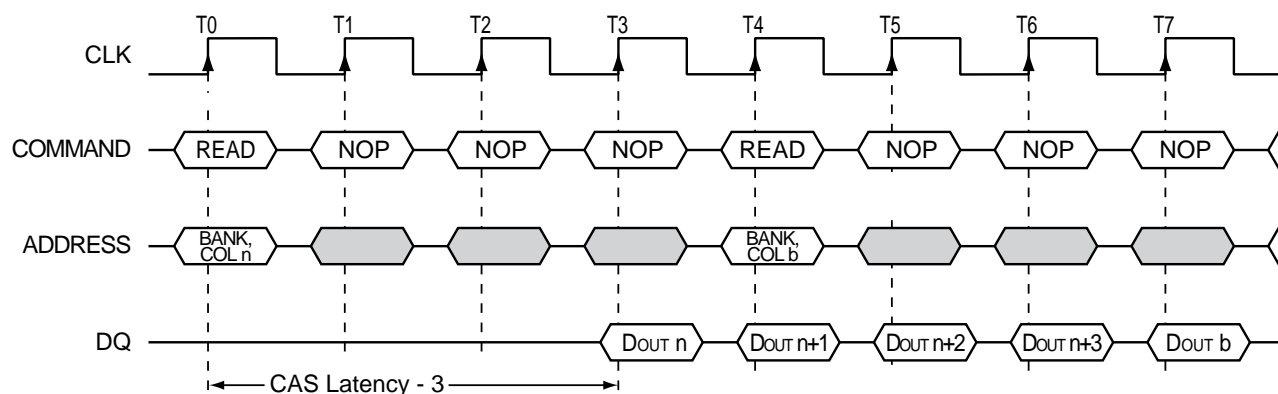 T0 T1 T2 T3 T4 T5 T6 T7
CLK
COMMAND READ NOP NOP NOP READ NOP NOP NOP
ADDRESS BANK, COL n BANK, COL b
DQ DOUT n DOUT n+1 DOUT n+2 DOUT n+3 DOUT b
CAS Latency - 3